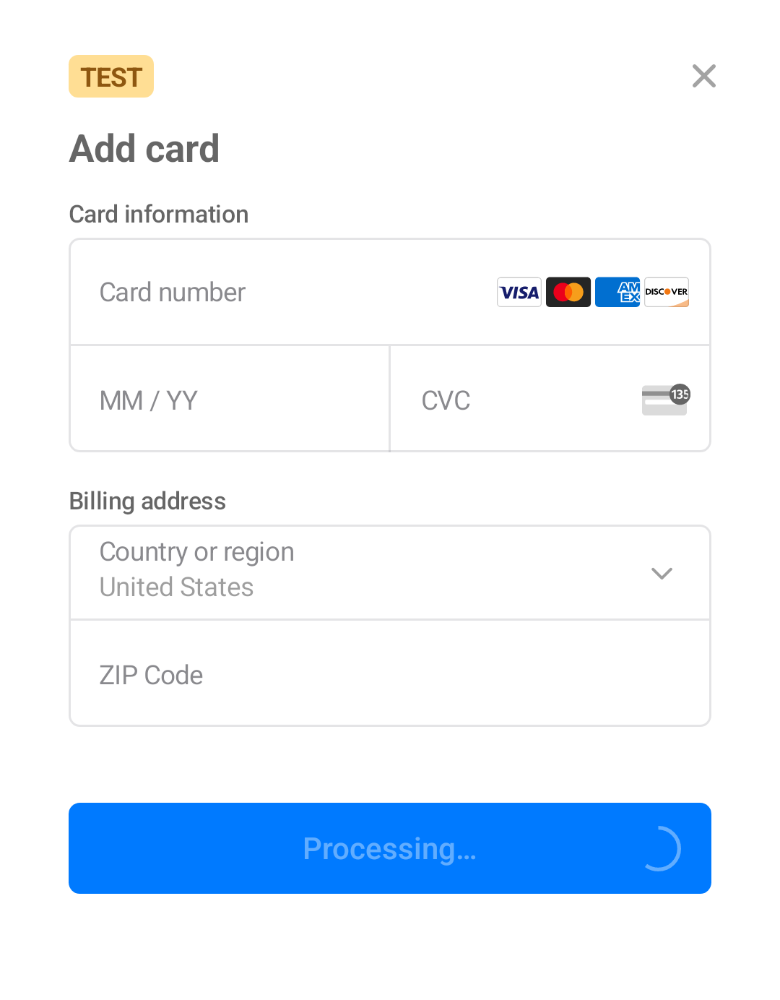 TEST
Add card
Card information
Card number
VISA
AM
EX
DISCOVER
MM / YY
CVC
135
Billing address
Country or region
United States
ZIP Code
Processing...